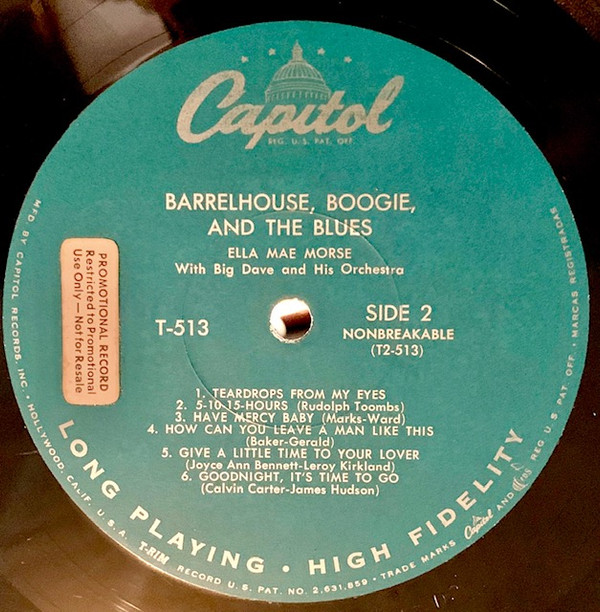 Capitol
REG. U.S. PAT. OFF.
BARRELHOUSE, BOOGIE,
AND THE BLUES
ELLA MAE MORSE
With Big Dave and His Orchestra
PROMOTIONAL RECORD
Restricted to Promotional
Use Only — Not for Resale
T-513
SIDE 2
NONBREAKABLE
(T2-513)
1. TEARDROPS FROM MY EYES
2. 5-10-15-HOURS (Rudolph Toombs)
3. HAVE MERCY BABY (Marks-Ward)
4. HOW CAN YOU LEAVE A MAN LIKE THIS
(Baker-Gerald)
5. GIVE A LITTLE TIME TO YOUR LOVER
(Joyce Ann Bennett-Leroy Kirkland)
6. GOODNIGHT, IT'S TIME TO GO
(Calvin Carter-James Hudson)
LONG PLAYING • HIGH FIDELITY
MFD. BY CAPITOL RECORDS, INC. • HOLLYWOOD, CALIF. U.S.A. T-RIM RECORD U.S. PAT. NO. 2,631,859 • TRADE MARKS Capitol AND REG. U.S. PAT. OFF. • MARCAS REGISTRADAS